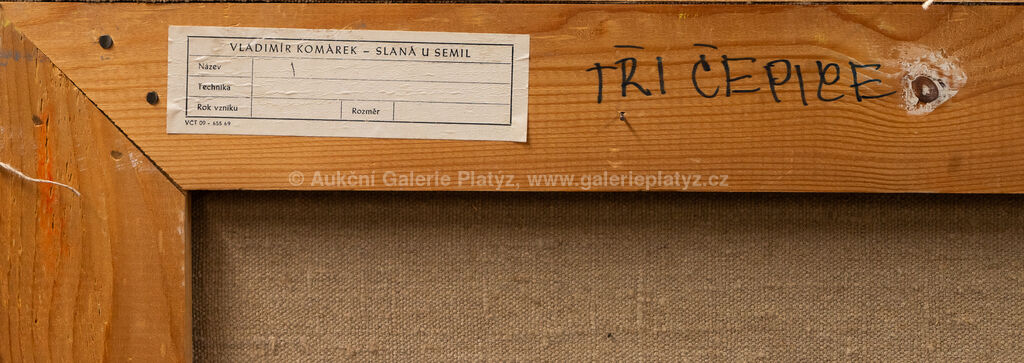 VLADIMÍR KOMÁREK – SLANÁ U SEMIL
Název
Technika
Rok vzniku Rozměr
VCT 09 - 655 69
TŘI ČEPICE
© Aukční Galerie Platýz, www.galerieplatyz.cz